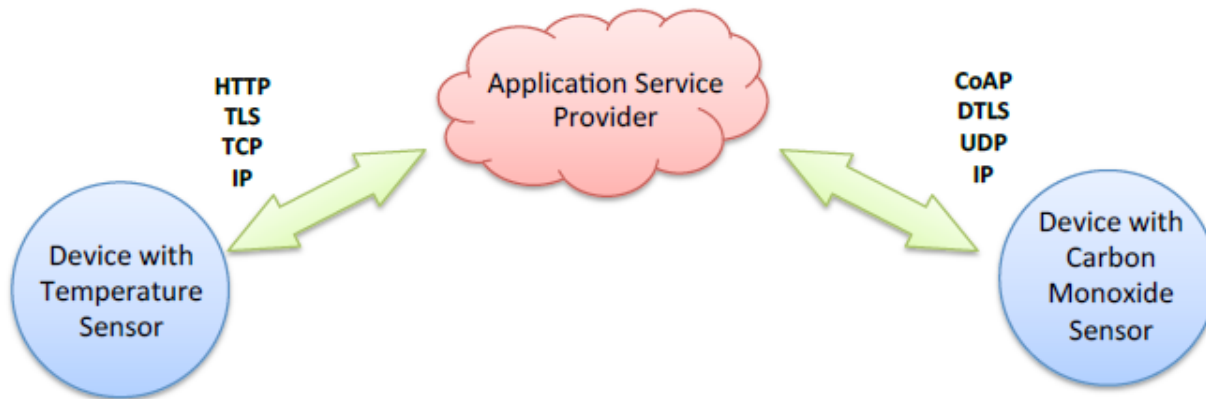 HTTP
TLS
TCP
IP
Application Service
Provider
CoAP
DTLS
UDP
IP
Device with
Temperature
Sensor
Device with
Carbon
Monoxide
Sensor